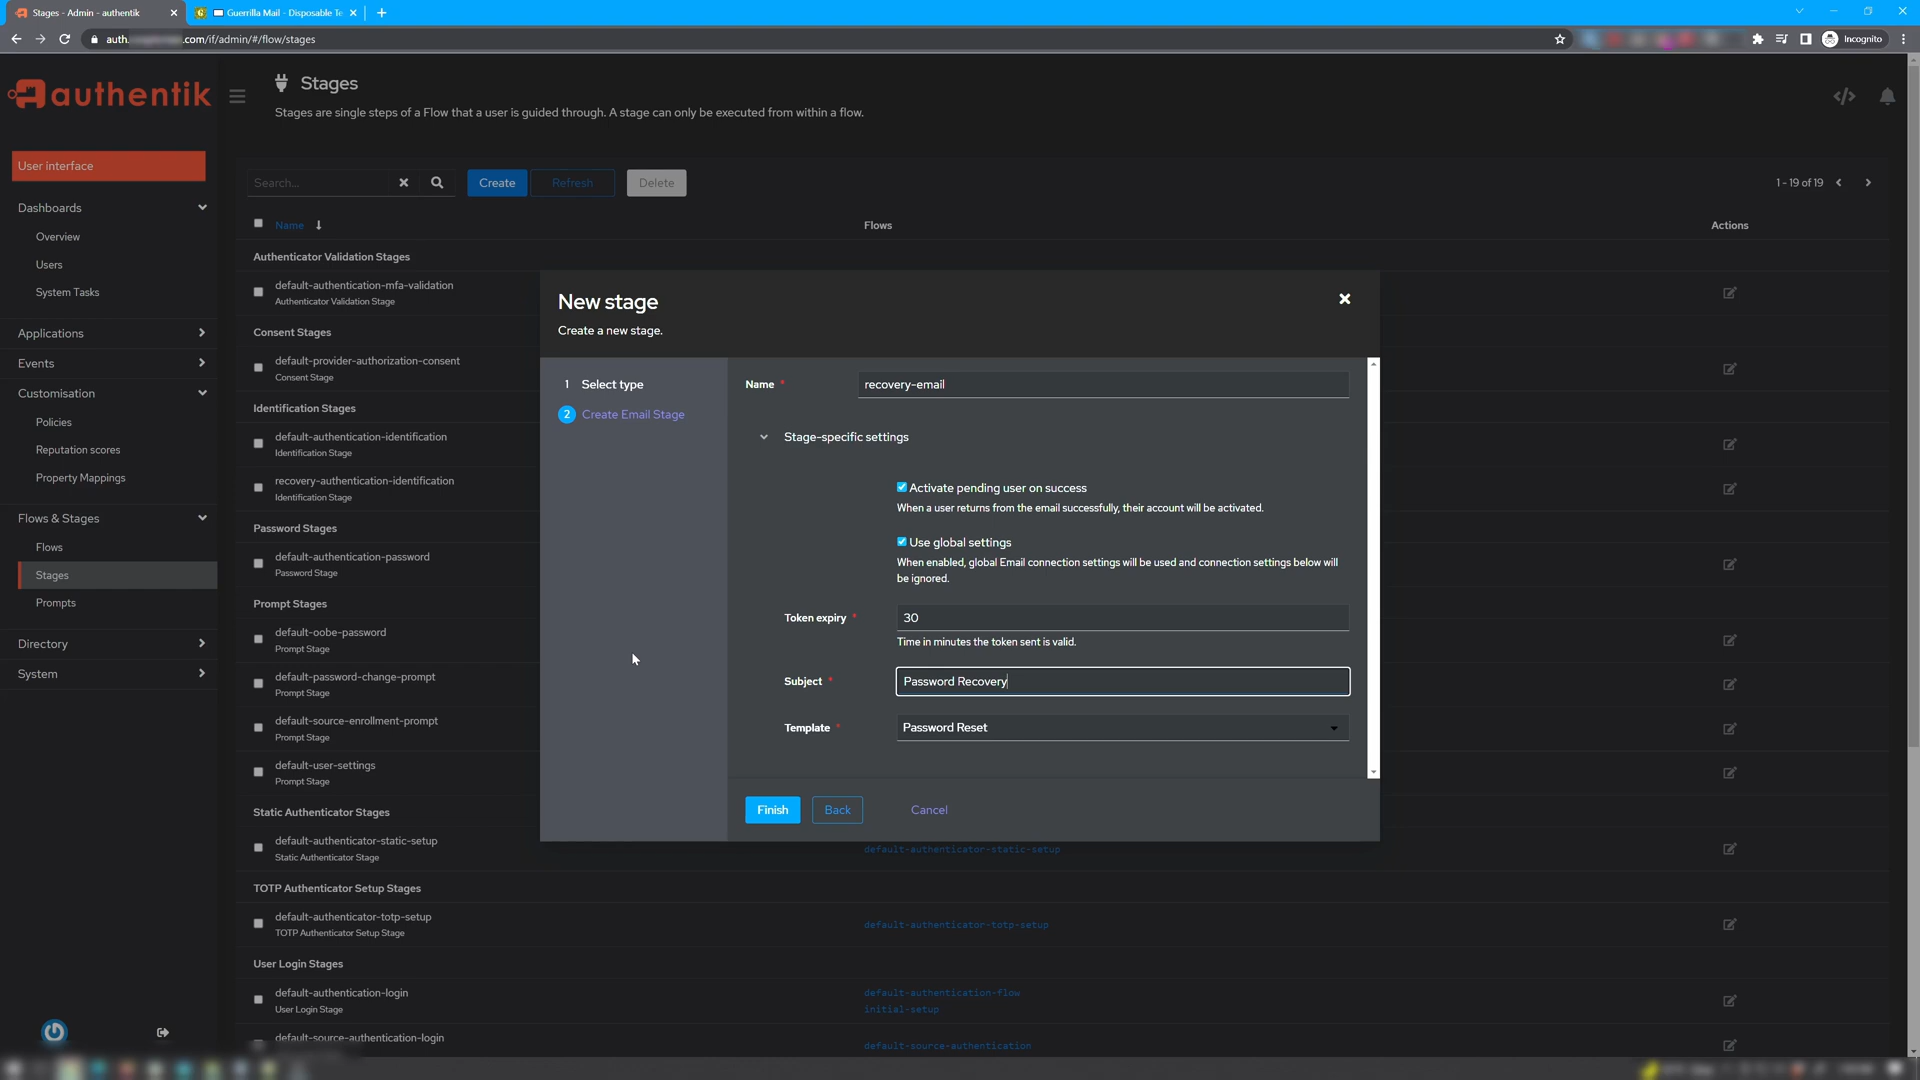 Stages - Admin - authentik
Guerrilla Mail - Disposable Te
auth. .com/if/admin/#/flow/stages
Incognito
authentik
Stages
Stages are single steps of a Flow that a user is guided through. A stage can only be executed from within a flow.
User interface
Dashboards
Overview
Users
System Tasks
Applications
Events
Customisation
Policies
Reputation scores
Property Mappings
Flows & Stages
Flows
Stages
Prompts
Directory
System
Search...
Create
Refresh
Delete
1 - 19 of 19
Name
Flows
Actions
Authenticator Validation Stages
default-authentication-mfa-validation
Authenticator Validation Stage
Consent Stages
default-provider-authorization-consent
Consent Stage
Identification Stages
default-authentication-identification
Identification Stage
recovery-authentication-identification
Identification Stage
Password Stages
default-authentication-password
Password Stage
Prompt Stages
default-oobe-password
Prompt Stage
default-password-change-prompt
Prompt Stage
default-source-enrollment-prompt
Prompt Stage
default-user-settings
Prompt Stage
Static Authenticator Stages
default-authenticator-static-setup
Static Authenticator Stage
default-authenticator-static-setup
TOTP Authenticator Setup Stages
default-authenticator-totp-setup
TOTP Authenticator Setup Stage
default-authenticator-totp-setup
User Login Stages
default-authentication-login
User Login Stage
default-authentication-flow
initial-setup
default-source-authentication-login
default-source-authentication
New stage
Create a new stage.
1 Select type
2 Create Email Stage
Name *
recovery-email
Stage-specific settings
Activate pending user on success
When a user returns from the email successfully, their account will be activated.
Use global settings
When enabled, global Email connection settings will be used and connection settings below will
be ignored.
Token expiry *
30
Time in minutes the token sent is valid.
Subject *
Password Recovery
Template *
Password Reset
Finish
Back
Cancel